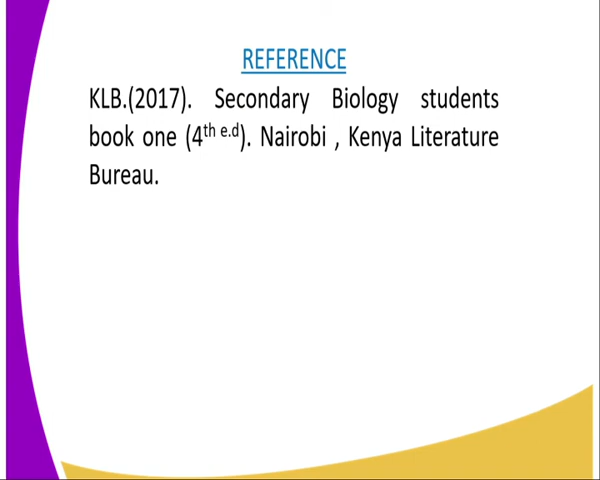 REFERENCE
KLB.(2017). Secondary Biology students
book one (4th e.d). Nairobi , Kenya Literature
Bureau.